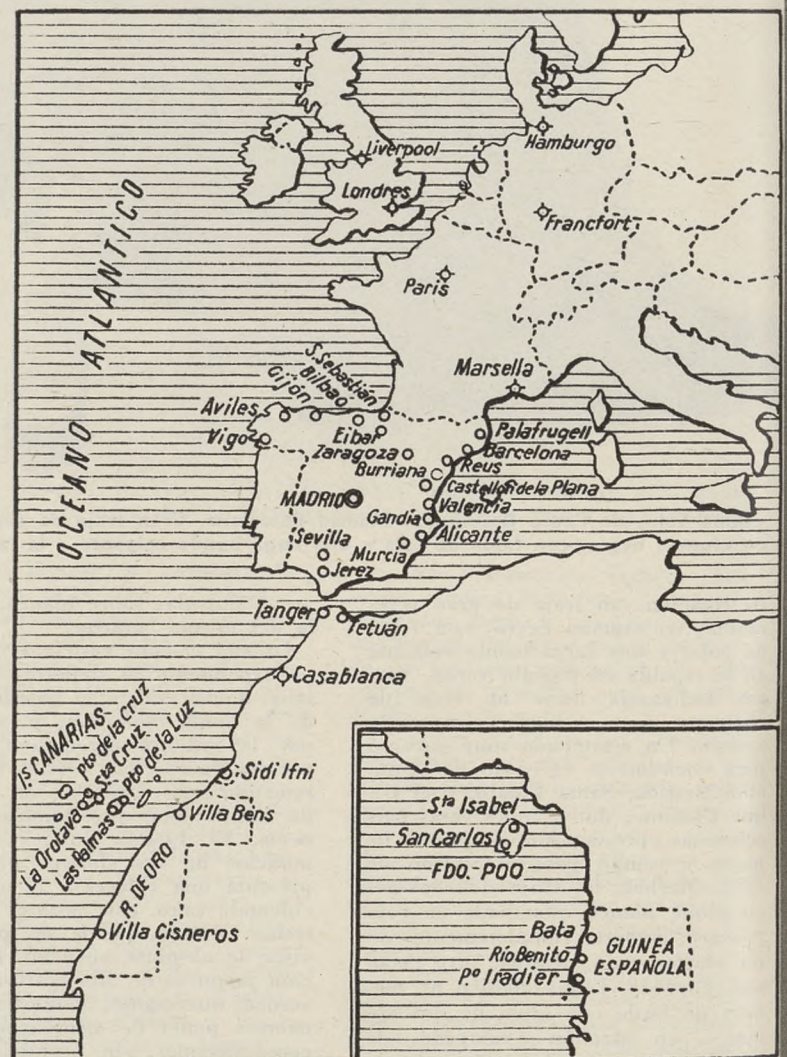 Liverpool
Hamburgo
Londres
Francfort
OCEANO ATLANTICO
Paris
Marsella
S. Sebastián
Bilbao
Gijón
Aviles
Vigo
Eibar
Palafrugell
Zaragoza
Barcelona
Burriana
Reus
Castellón de la Plana
MADRID
Valencia
Gandia
Sevilla
Alicante
Murcia
Jerez
Tanger
Tetuán
Casablanca
Iˢ CANARIAS
Pto de la Cruz
Sta Cruz
Pto de la Luz
La Orotava
Las Palmas
Sidi Ifni
Villa Bens
R. DE ORO
Villa Cisneros
Sᵗᵃ Isabel
San Carlos
FDO.-POO
Bata
GUINEA
ESPAÑOLA
Río Benito
P.º Iradier